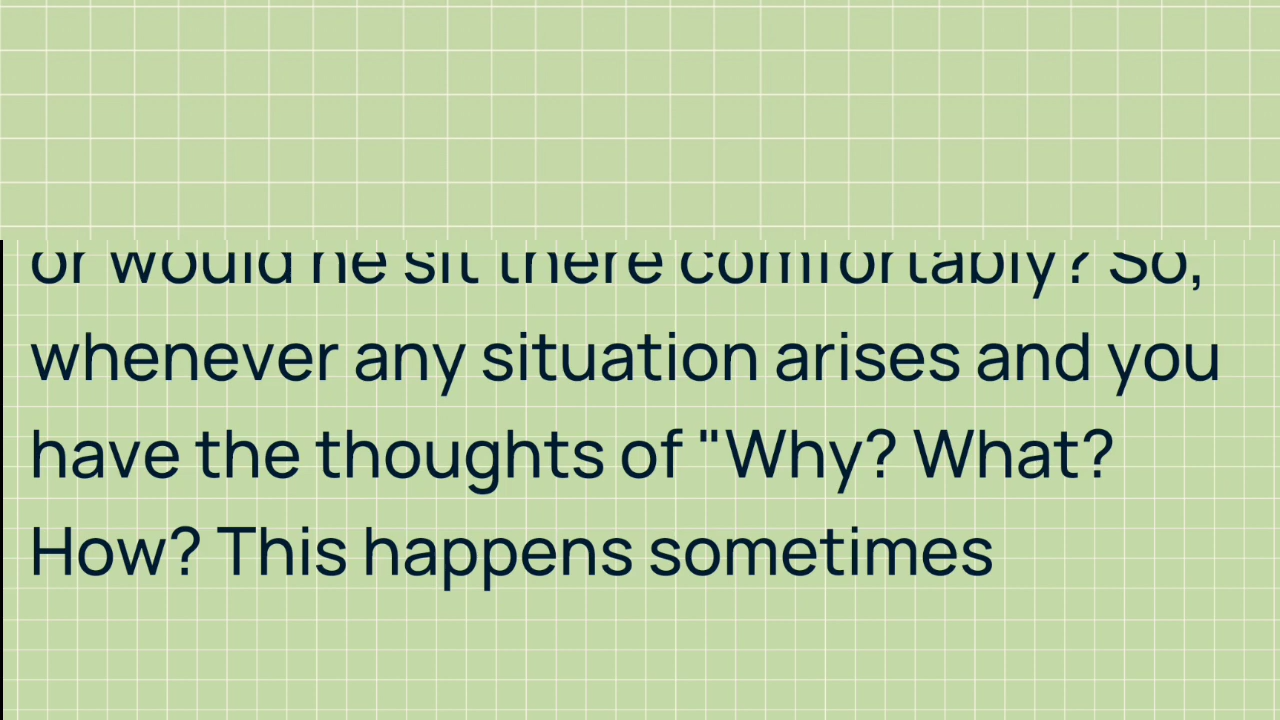 or would he sit there comfortably? So,
whenever any situation arises and you
have the thoughts of "Why? What?
How? This happens sometimes